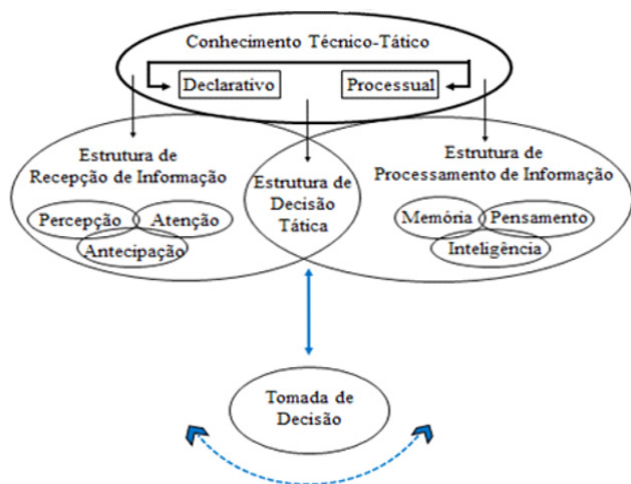 Conhecimento Técnico-Tático
Declarativo
Processual
Estrutura de
Recepção de Informação
Percepção
Atenção
Antecipação
Estrutura de
Decisão
Tática
Estrutura de
Processamento de Informação
Memória
Pensamento
Inteligência
Tomada de
Decisão